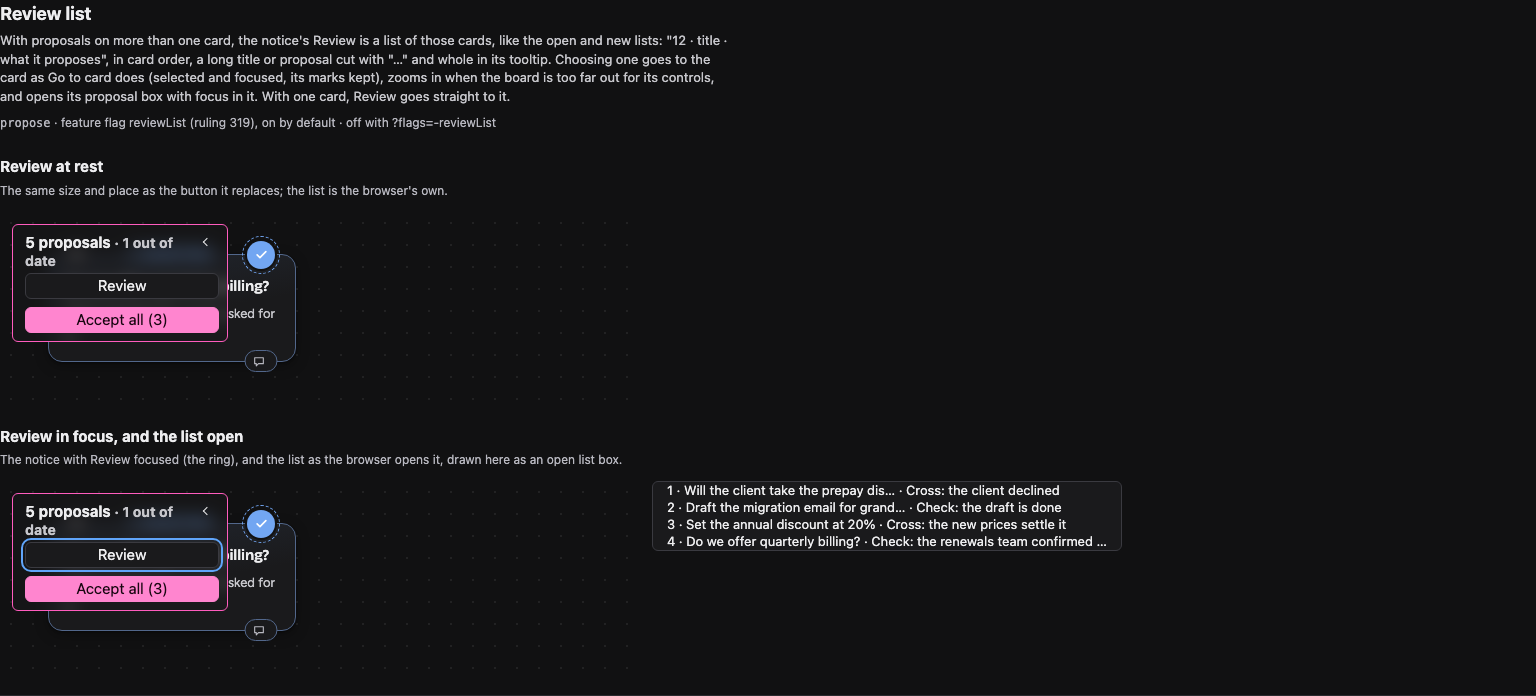 Review list
With proposals on more than one card, the notice's Review is a list of those cards, like the open and new lists: "12 · title ·
what it proposes", in card order, a long title or proposal cut with "…" and whole in its tooltip. Choosing one goes to the
card as Go to card does (selected and focused, its marks kept), zooms in when the board is too far out for its controls,
and opens its proposal box with focus in it. With one card, Review goes straight to it.
propose · feature flag reviewList (ruling 319), on by default · off with ?flags=-reviewList
Review at rest
The same size and place as the button it replaces; the list is the browser's own.
5 proposals · 1 out of
date
Review
Accept all (3)
illing?
sked for
Review in focus, and the list open
The notice with Review focused (the ring), and the list as the browser opens it, drawn here as an open list box.
5 proposals · 1 out of
date
Review
Accept all (3)
illing?
sked for
1 · Will the client take the prepay dis… · Cross: the client declined
2 · Draft the migration email for grand… · Check: the draft is done
3 · Set the annual discount at 20% · Cross: the new prices settle it
4 · Do we offer quarterly billing? · Check: the renewals team confirmed …